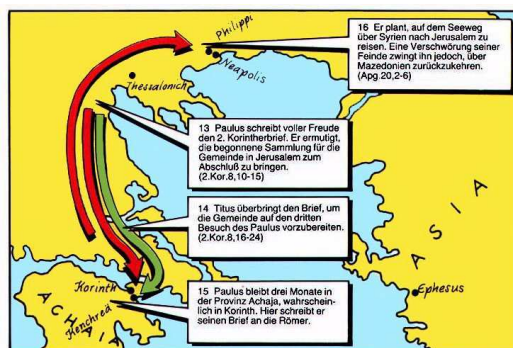 Philippi
Neapolis
Thessalonich
16 Er plant, auf dem Seeweg
über Syrien nach Jerusalem zu
reisen. Eine Verschwörung seiner
Feinde zwingt ihn jedoch, über
Mazedonien zurückzukehren.
(Apg.20,2-6)
13 Paulus schreibt voller Freude
den 2. Korintherbrief. Er ermutigt,
die begonnene Sammlung für die
Gemeinde in Jerusalem zum
Abschluß zu bringen.
(2.Kor.8,10-15)
14 Titus überbringt den Brief, um
die Gemeinde auf den dritten
Besuch des Paulus vorzubereiten.
(2.Kor.8,16-24)
15 Paulus bleibt drei Monate in
der Provinz Achaja, wahrschein-
lich in Korinth. Hier schreibt er
seinen Brief an die Römer.
Korinth
Kenchreä
ACHAIA
ASIA
Ephesus